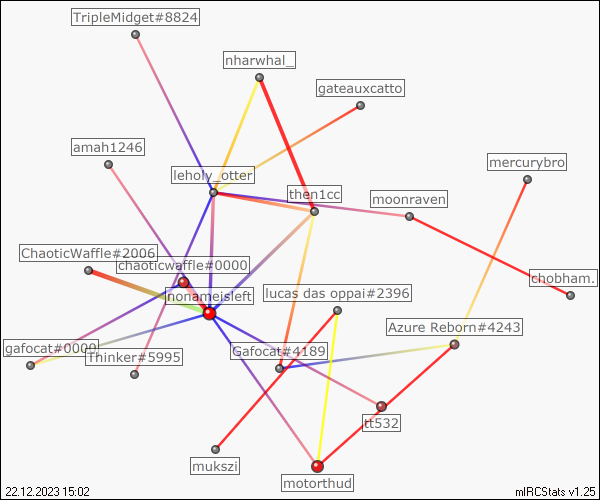 TripleMidget#8824
nharwhal_
gateauxcatto
amah1246
mercurybro
leholy_otter
then1cc
moonraven
ChaoticWaffle#2006
chaoticwaffle#0000
chobham.
nonameisleft
lucas das oppai#2396
Azure Reborn#4243
gafocat#0000
Thinker#5995
Gafocat#4189
tt532
mukszi
motorthud
22.12.2023 15:02
mIRCStats v1.25